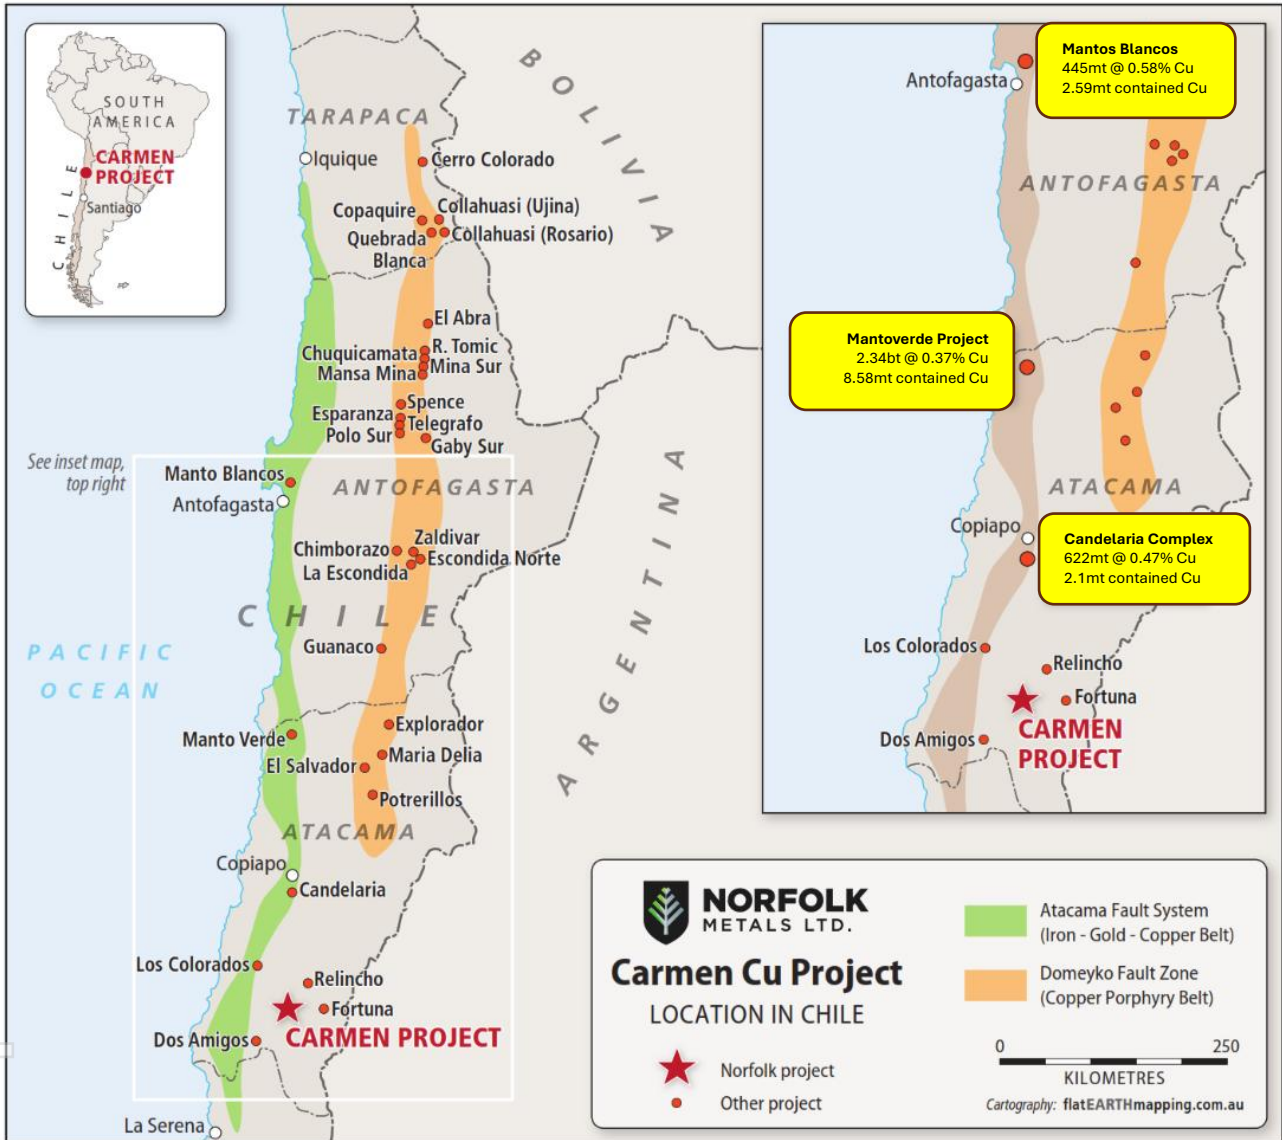 SOUTH
AMERICA
CARMEN
PROJECT
Santiago
CHILE
BOLIVIA
TARAPACA
Iquique
Cerro Colorado
Copaquire
Collahuasi (Ujina)
Quebrada
Blanca
Collahuasi (Rosario)
El Abra
Chuquicamata
R. Tomic
Mansa Mina
Mina Sur
Spence
Esparanza
Telegrafo
Polo Sur
Gaby Sur
See inset map,
top right
Manto Blancos
ANTOFAGASTA
Antofagasta
Chimborazo
Zaldivar
Escondida Norte
La Escondida
CHILE
Guanaco
PACIFIC
OCEAN
ARGENTINA
Explorador
Manto Verde
Maria Delia
El Salvador
Potrerillos
ATACAMA
Copiapo
Candelaria
Los Colorados
Relincho
Fortuna
CARMEN PROJECT
Dos Amigos
La Serena
Mantos Blancos
445mt @ 0.58% Cu
2.59mt contained Cu
Antofagasta
ANTOFAGASTA
Mantoverde Project
2.34bt @ 0.37% Cu
8.58mt contained Cu
ATACAMA
Copiapo
Candelaria Complex
622mt @ 0.47% Cu
2.1mt contained Cu
Los Colorados
Relincho
Fortuna
CARMEN
PROJECT
Dos Amigos
NORFOLK
METALS LTD.
Carmen Cu Project
LOCATION IN CHILE
Norfolk project
Other project
Atacama Fault System
(Iron - Gold - Copper Belt)
Domeyko Fault Zone
(Copper Porphyry Belt)
0 250
KILOMETRES
Cartography: flatEARTHmapping.com.au